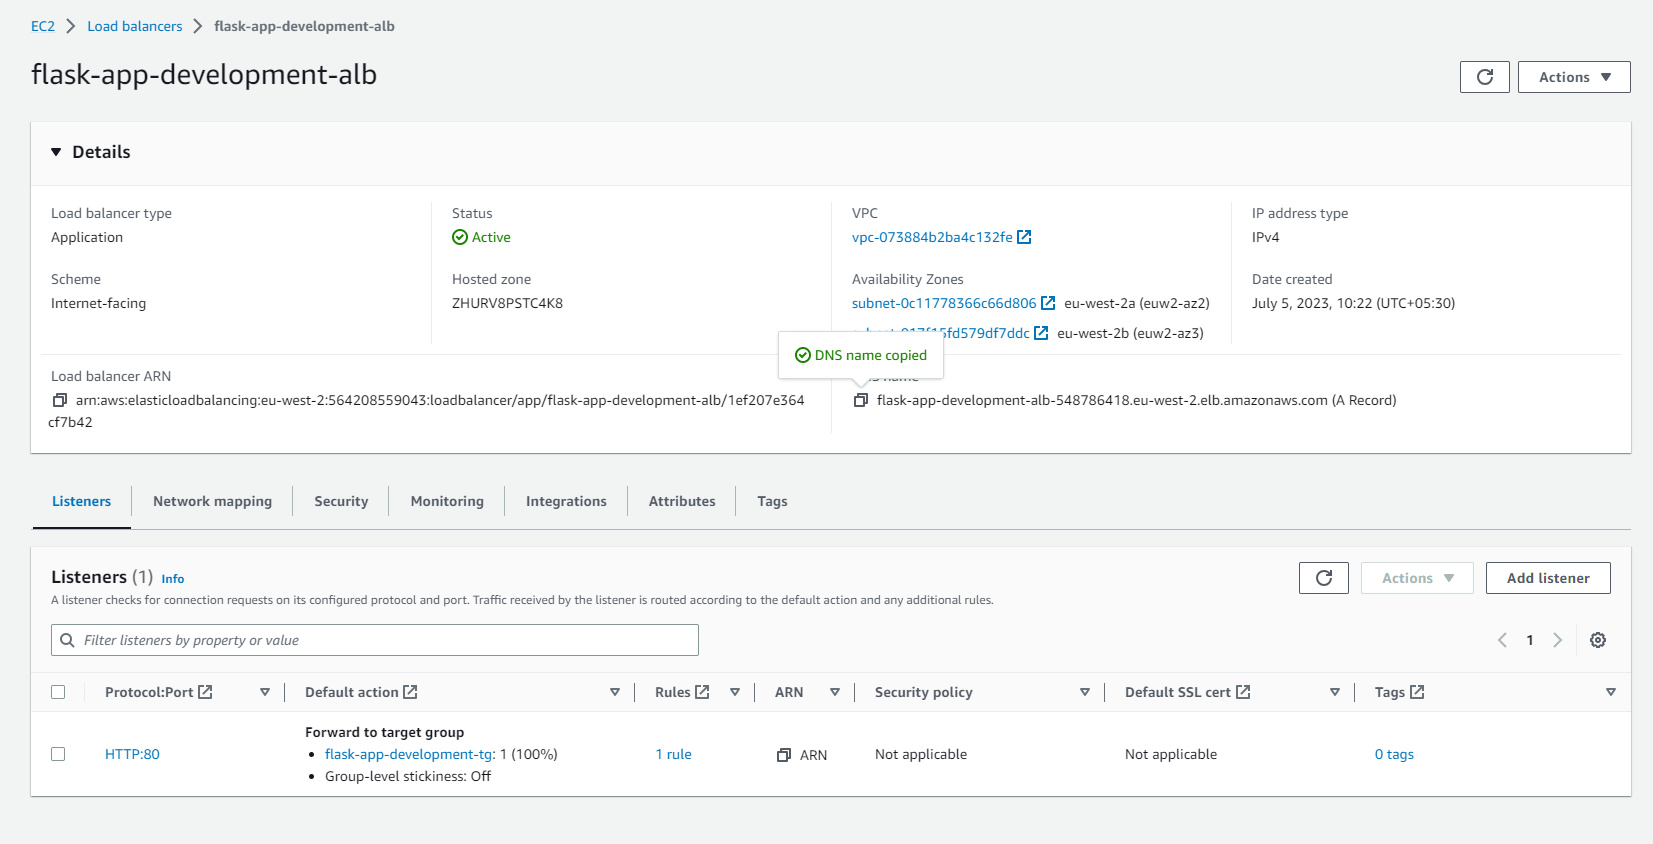 EC2 > Load balancers > flask-app-development-alb
flask-app-development-alb
Actions
Details
Load balancer type
Application
Status
Active
VPC
vpc-073884b2ba4c132fe
IP address type
IPv4
Scheme
Internet-facing
Hosted zone
ZHURV8PSTC4K8
Availability Zones
subnet-0c11778366c66d806 eu-west-2a (euw2-az2)
eu-west-2b (euw2-az3)
Date created
July 5, 2023, 10:22 (UTC+05:30)
DNS name copied
Load balancer ARN
arn:aws:elasticloadbalancing:eu-west-2:564208559043:loadbalancer/app/flask-app-development-alb/1ef207e364
cf7b42
name
flask-app-development-alb-548786418.eu-west-2.elb.amazonaws.com (A Record)
Listeners Network mapping Security Monitoring Integrations Attributes Tags
Listeners (1) Info
A listener checks for connection requests on its configured protocol and port. Traffic received by the listener is routed according to the default action and any additional rules.
Actions Add listener
Filter listeners by property or value
1
Protocol:Port Default action Rules ARN Security policy Default SSL cert Tags
Forward to target group
HTTP:80 • flask-app-development-tg: 1 (100%) 1 rule ARN Not applicable Not applicable 0 tags
• Group-level stickiness: Off